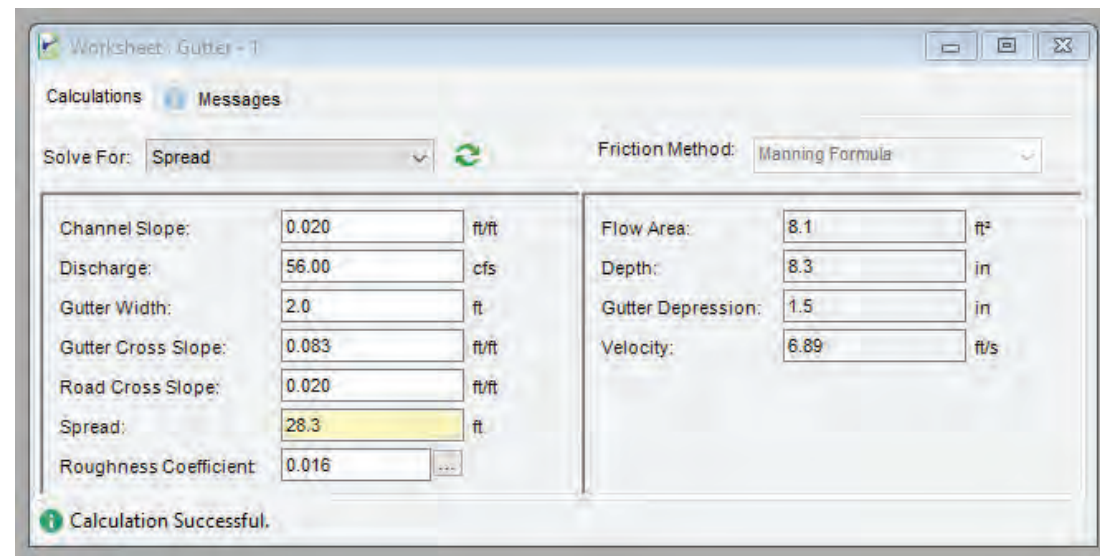 Worksheet : Gutter - 1
Calculations Messages
Solve For: Spread
Friction Method: Manning Formula
Channel Slope: 0.020 ft/ft
Discharge: 56.00 cfs
Gutter Width: 2.0 ft
Gutter Cross Slope: 0.083 ft/ft
Road Cross Slope: 0.020 ft/ft
Spread: 28.3 ft
Roughness Coefficient: 0.016 ...
Flow Area: 8.1 ft²
Depth: 8.3 in
Gutter Depression: 1.5 in
Velocity: 6.89 ft/s
Calculation Successful.